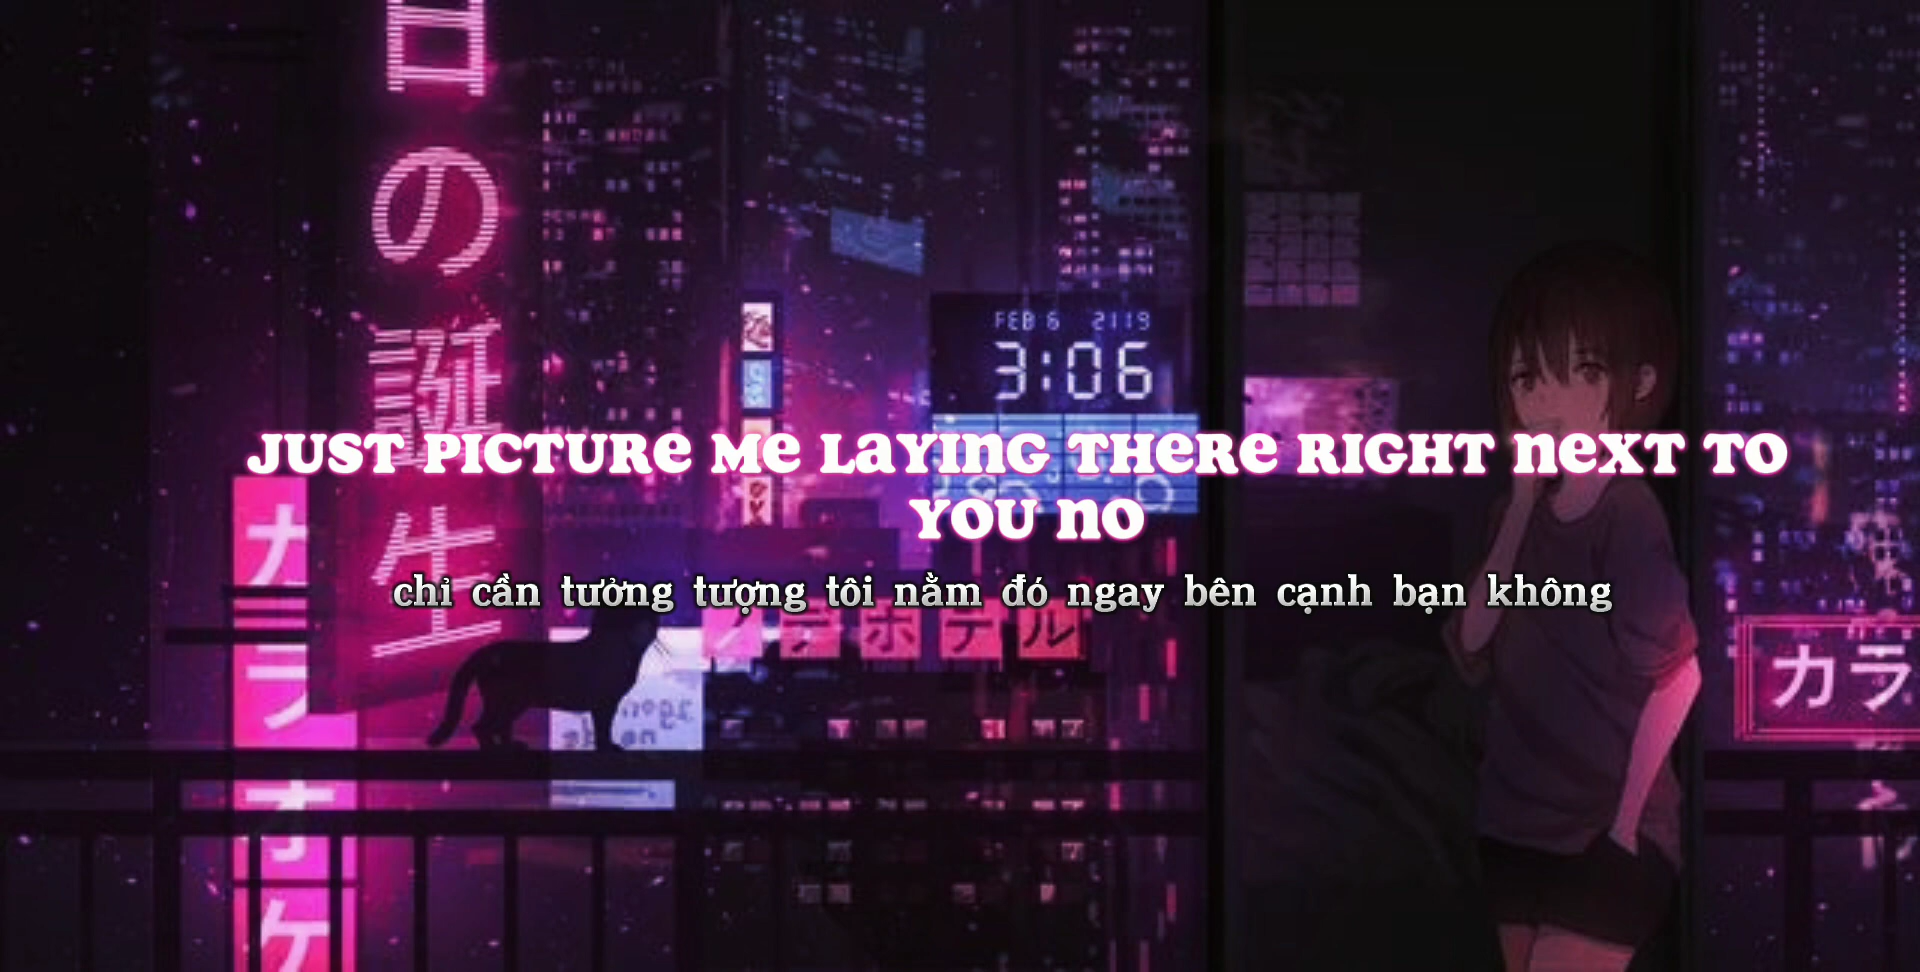 日の誕生
FEB 6 2119
3:06
JUST PICTURE ME LAYING THERE RIGHT NEXT TO
YOU NO
chỉ cần tưởng tượng tôi nằm đó ngay bên cạnh bạn không
カラオケ
ホテル
カラ